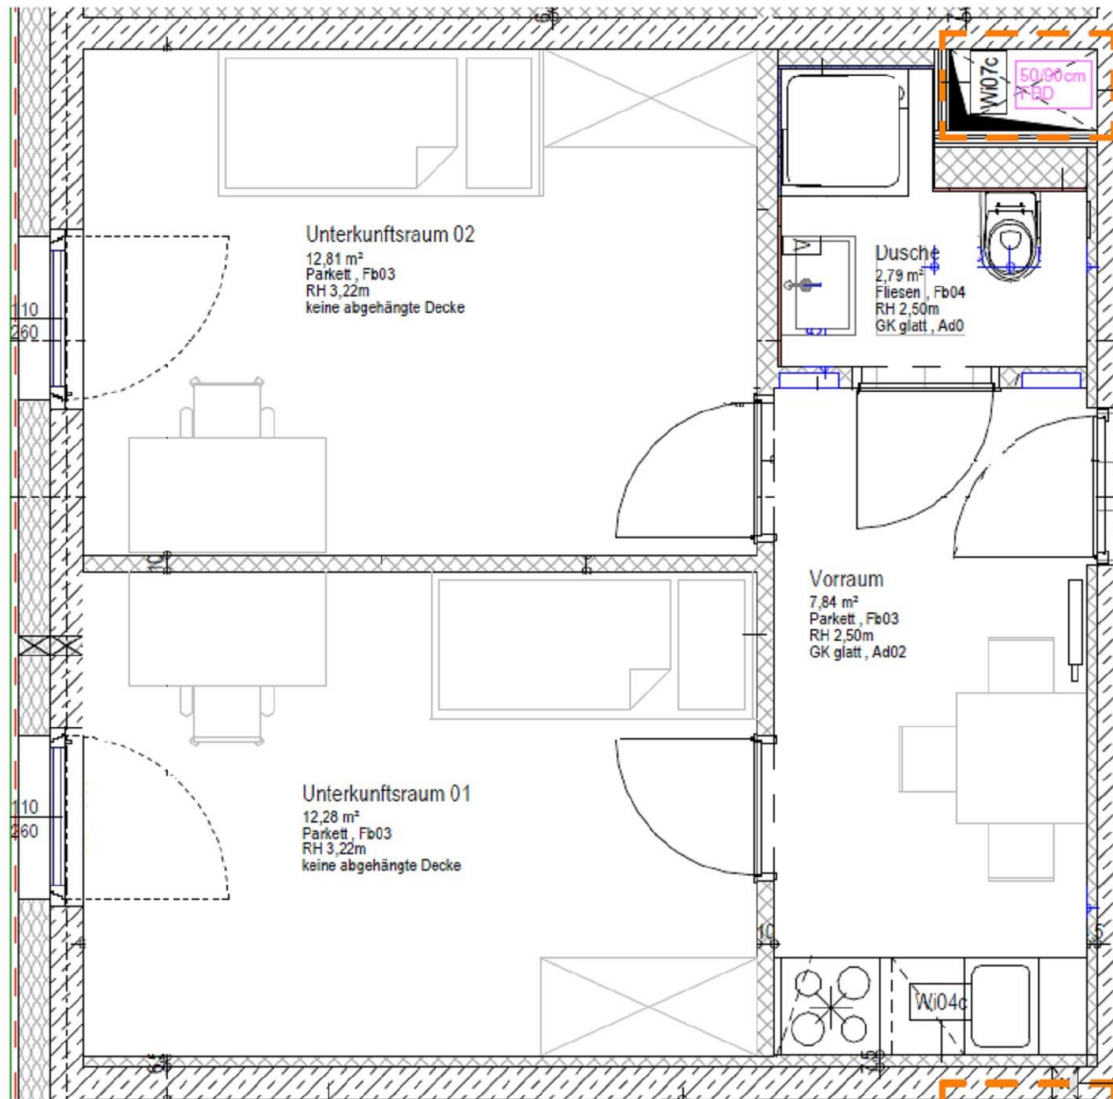 Wi07c
50/90cm
FBD
Unterkunftsraum 02
12,81 m²
Parkett , Fb03
RH 3,22m
keine abgehängte Decke
Dusche
2,79 m²
Fliesen , Fb04
RH 2,50m
GK glatt , Ad0
110
260
10
Vorraum
7,84 m²
Parkett , Fb03
RH 2,50m
GK glatt , Ad02
Unterkunftsraum 01
12,28 m²
Parkett , Fb03
RH 3,22m
keine abgehängte Decke
110
260
10
5
Wi04c